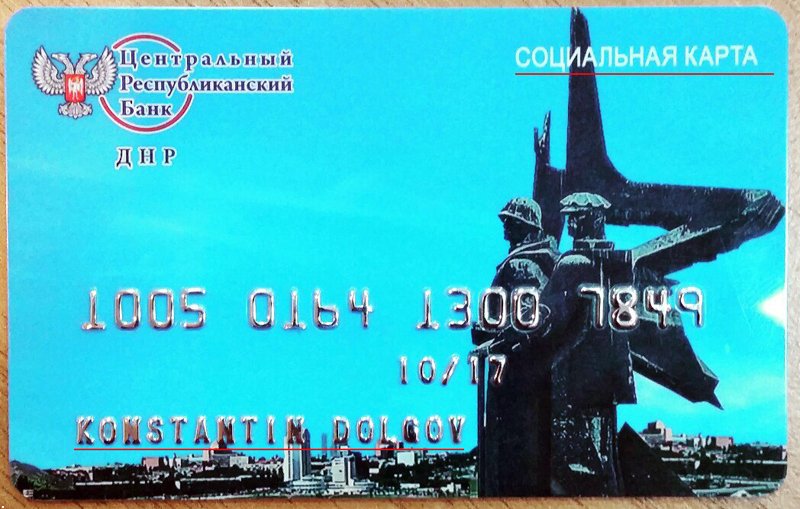 Центральный
Республиканский
Банк
ДНР
СОЦИАЛЬНАЯ КАРТА
1005 0164 1300 7849
10/17
KONSTANTIN DOLGOV